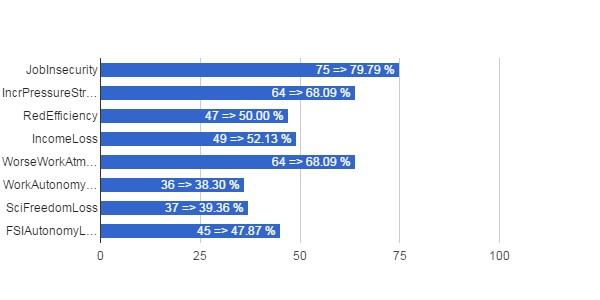 JobInsecurity 75 => 79.79 %
IncrPressureStr… 64 => 68.09 %
RedEfficiency 47 => 50.00 %
IncomeLoss 49 => 52.13 %
WorseWorkAtm… 64 => 68.09 %
WorkAutonomy… 36 => 38.30 %
SciFreedomLoss 37 => 39.36 %
FSIAutonomyL… 45 => 47.87 %
0 25 50 75 100